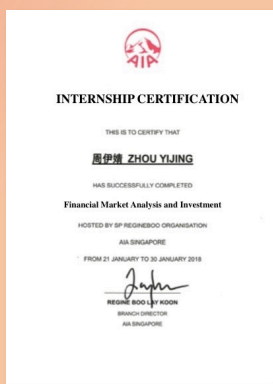 AIA
INTERNSHIP CERTIFICATION
THIS IS TO CERTIFY THAT
周伊婧 ZHOU YIJING
HAS SUCCESSFULLY COMPLETED
Financial Market Analysis and Investment
HOSTED BY SP REGINEBOO ORGANISATION
AIA SINGAPORE
FROM 21 JANUARY TO 30 JANUARY 2018
REGINE BOO LAY KOON
BRANCH DIRECTOR
AIA SINGAPORE